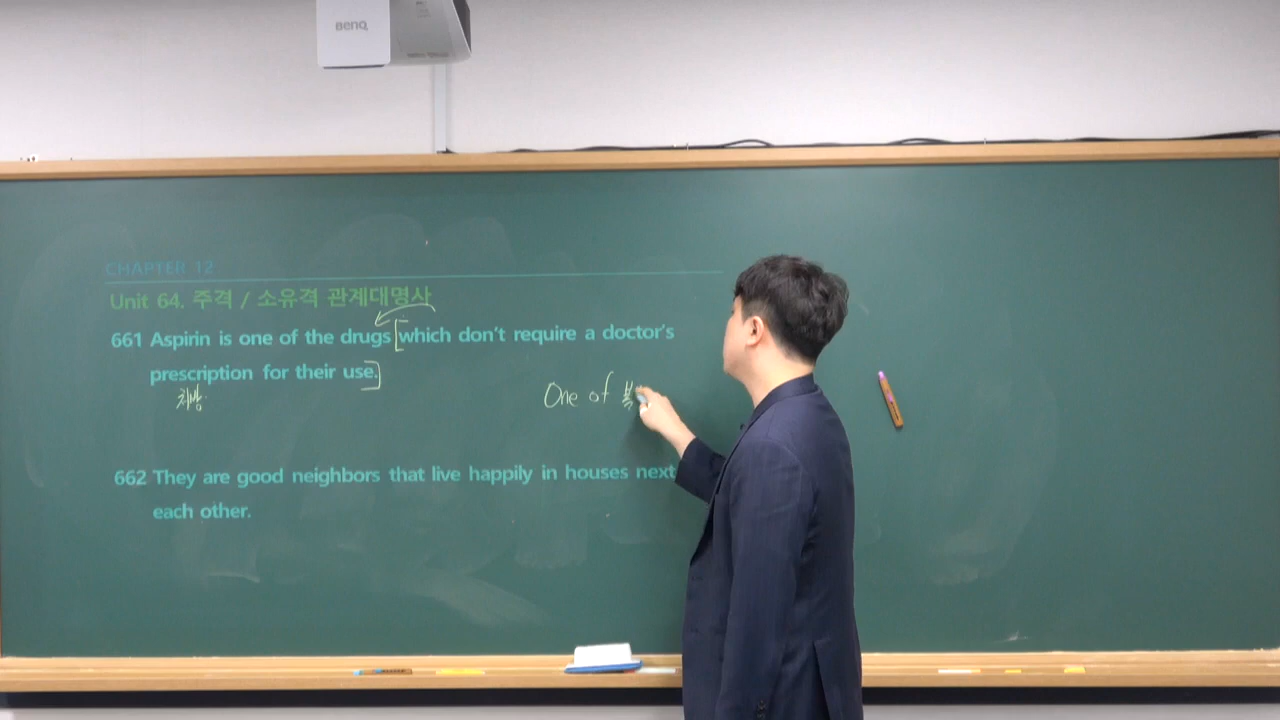 BenQ
CHAPTER 12
Unit 64. 주격 / 소유격 관계대명사
661 Aspirin is one of the drugs [which don't require a doctor's
prescription for their use.]
처방
One of 복
662 They are good neighbors that live happily in houses next
each other.